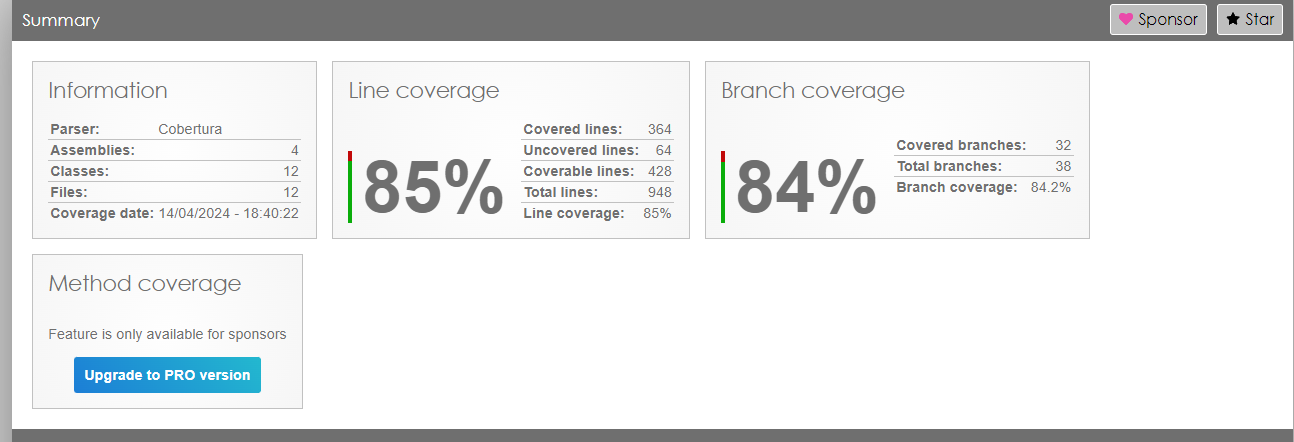 Summary
Sponsor
Star
Information
Parser: Cobertura
Assemblies: 4
Classes: 12
Files: 12
Coverage date: 14/04/2024 - 18:40:22
Line coverage
85%
Covered lines: 364
Uncovered lines: 64
Coverable lines: 428
Total lines: 948
Line coverage: 85%
Branch coverage
84%
Covered branches: 32
Total branches: 38
Branch coverage: 84.2%
Method coverage
Feature is only available for sponsors
Upgrade to PRO version